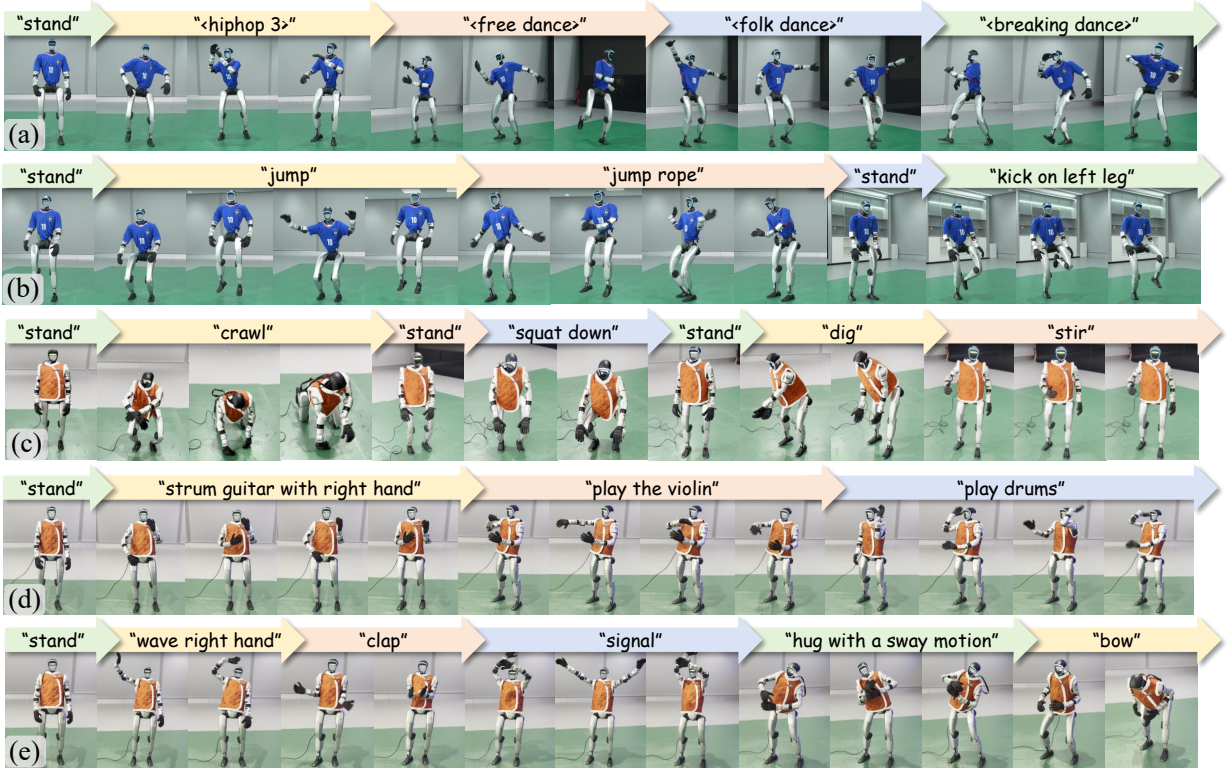 “stand” “<hiphop 3>” “<free dance>” “<folk dance>” “<breaking dance>”
(a)
“stand” “jump” “jump rope” “stand” “kick on left leg”
(b)
“stand” “crawl” “stand” “squat down” “stand” “dig” “stir”
(c)
“stand” “strum guitar with right hand” “play the violin” “play drums”
(d)
“stand” “wave right hand” “clap” “signal” “hug with a sway motion” “bow”
(e)